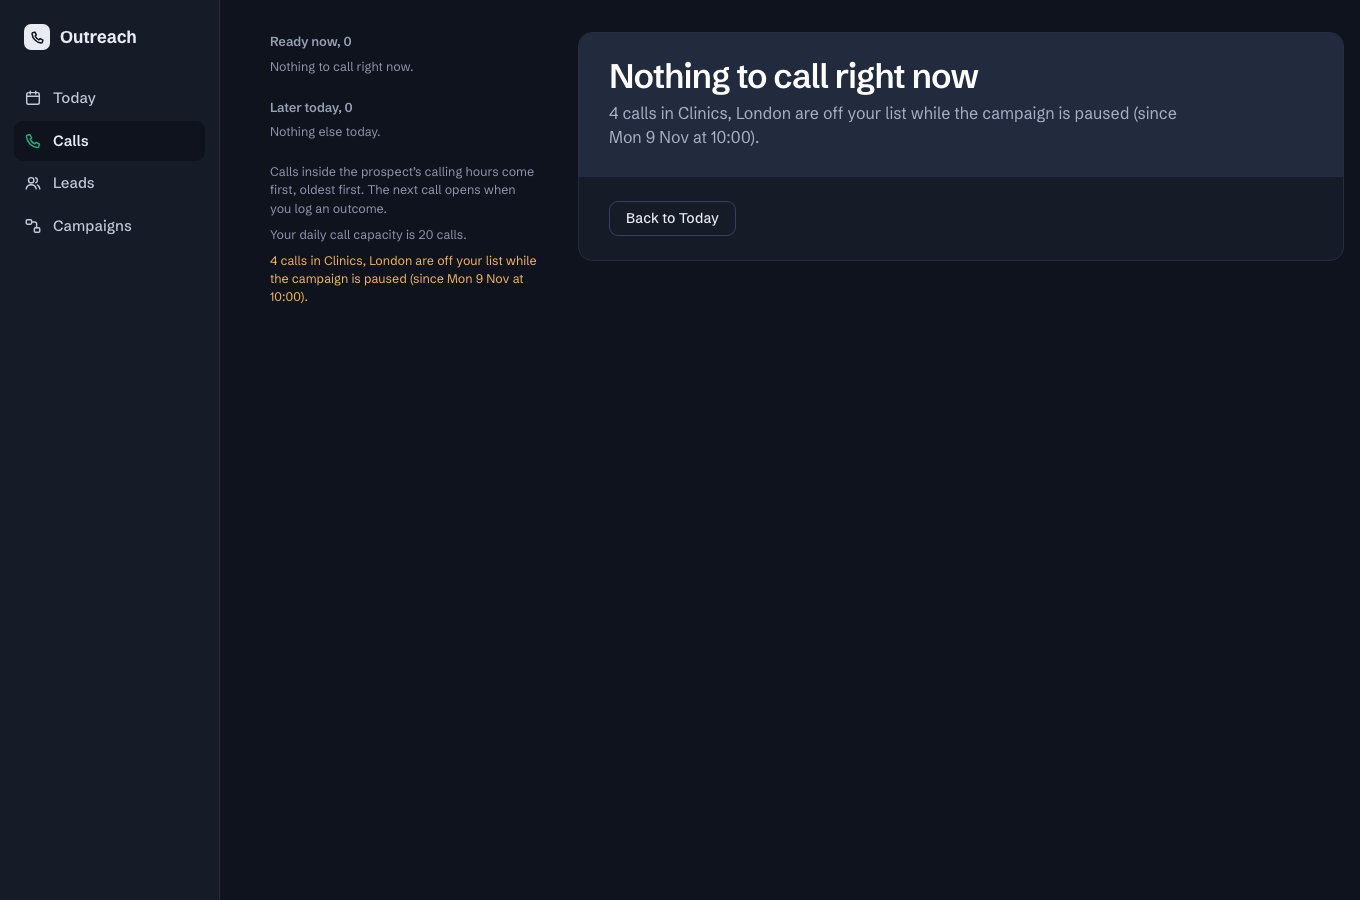 Outreach
Today
Calls
Leads
Campaigns
Ready now, 0
Nothing to call right now.
Later today, 0
Nothing else today.
Calls inside the prospect's calling hours come
first, oldest first. The next call opens when
you log an outcome.
Your daily call capacity is 20 calls.
4 calls in Clinics, London are off your list while
the campaign is paused (since Mon 9 Nov at
10:00).
Nothing to call right now
4 calls in Clinics, London are off your list while the campaign is paused (since
Mon 9 Nov at 10:00).
Back to Today